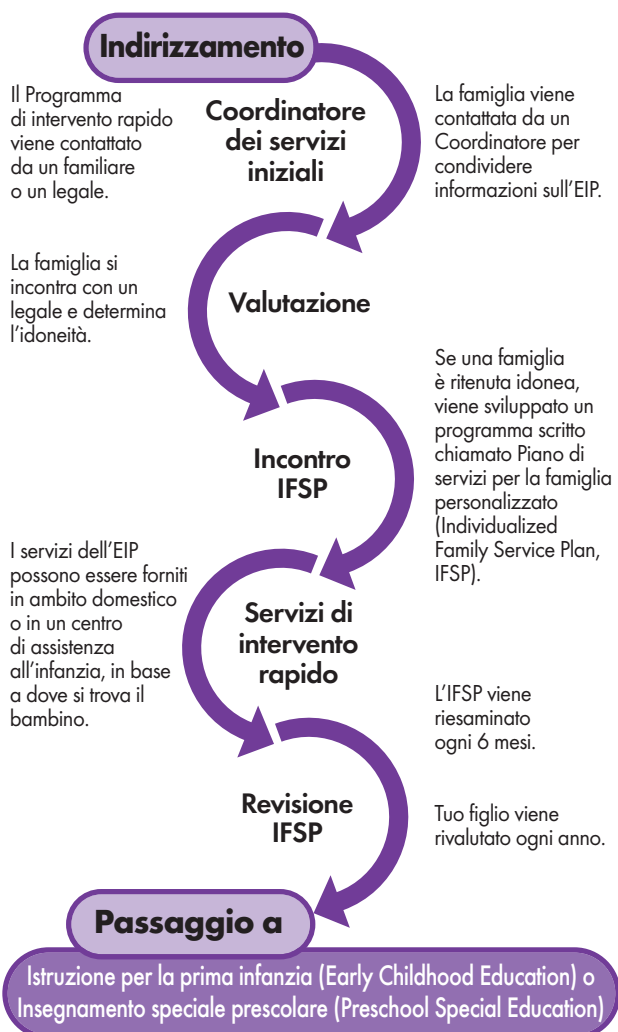 Indirizzamento
Il Programma
di intervento rapido
viene contattato
da un familiare
o un legale.
Coordinatore
dei servizi
iniziali
La famiglia viene
contattata da un
Coordinatore per
condividere
informazioni sull’EIP.
La famiglia si
incontra con un
legale e determina
l’idoneità.
Valutazione
Incontro
IFSP
Se una famiglia
è ritenuta idonea,
viene sviluppato un
programma scritto
chiamato Piano di
servizi per la famiglia
personalizzato
(Individualized
Family Service Plan,
IFSP).
I servizi dell’EIP
possono essere forniti
in ambito domestico
o in un centro
di assistenza
all’infanzia, in base
a dove si trova il
bambino.
Servizi di
intervento
rapido
Revisione
IFSP
L’IFSP viene
riesaminato
ogni 6 mesi.
Tuo figlio viene
rivalutato ogni anno.
Passaggio a
Istruzione per la prima infanzia (Early Childhood Education) o
Insegnamento speciale prescolare (Preschool Special Education)